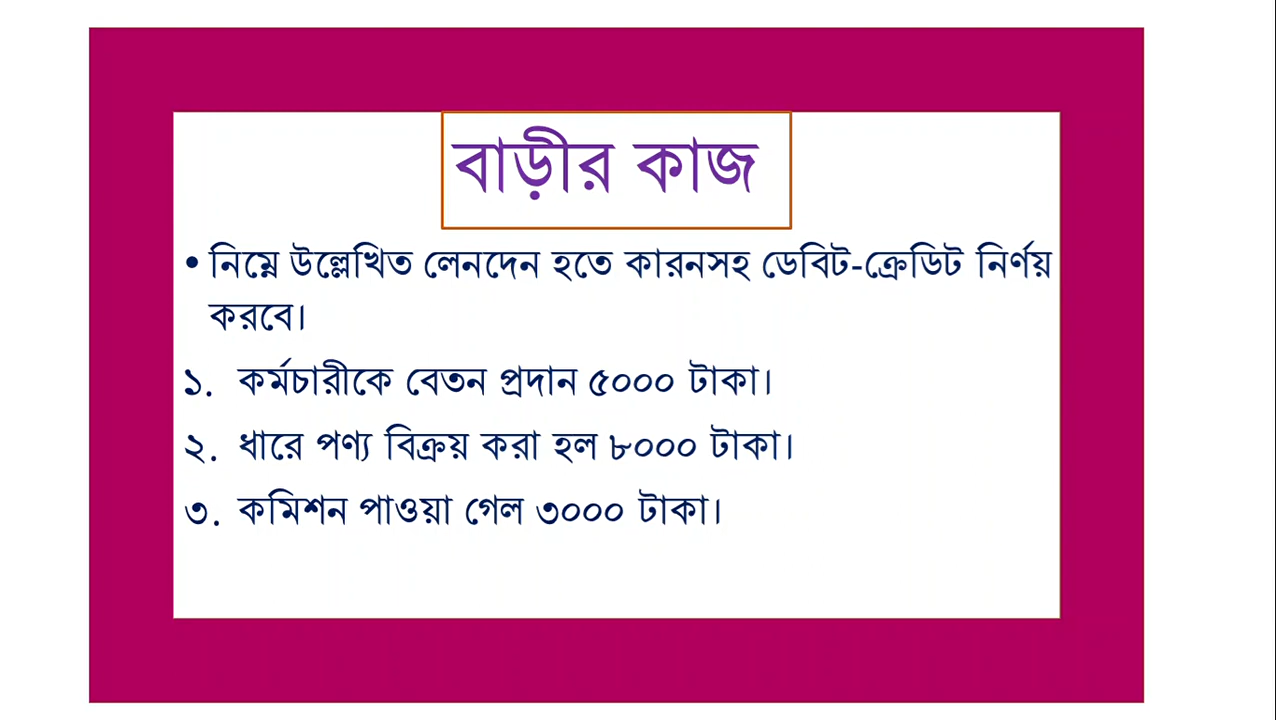 বাড়ীর কাজ
• নিম্নে উল্লেখিত লেনদেন হতে কারনসহ ডেবিট-ক্রেডিট নির্ণয়
করবে।
১. কর্মচারীকে বেতন প্রদান ৫০০০ টাকা।
২. ধারে পণ্য বিক্রয় করা হল ৮০০০ টাকা।
৩. কমিশন পাওয়া গেল ৩০০০ টাকা।